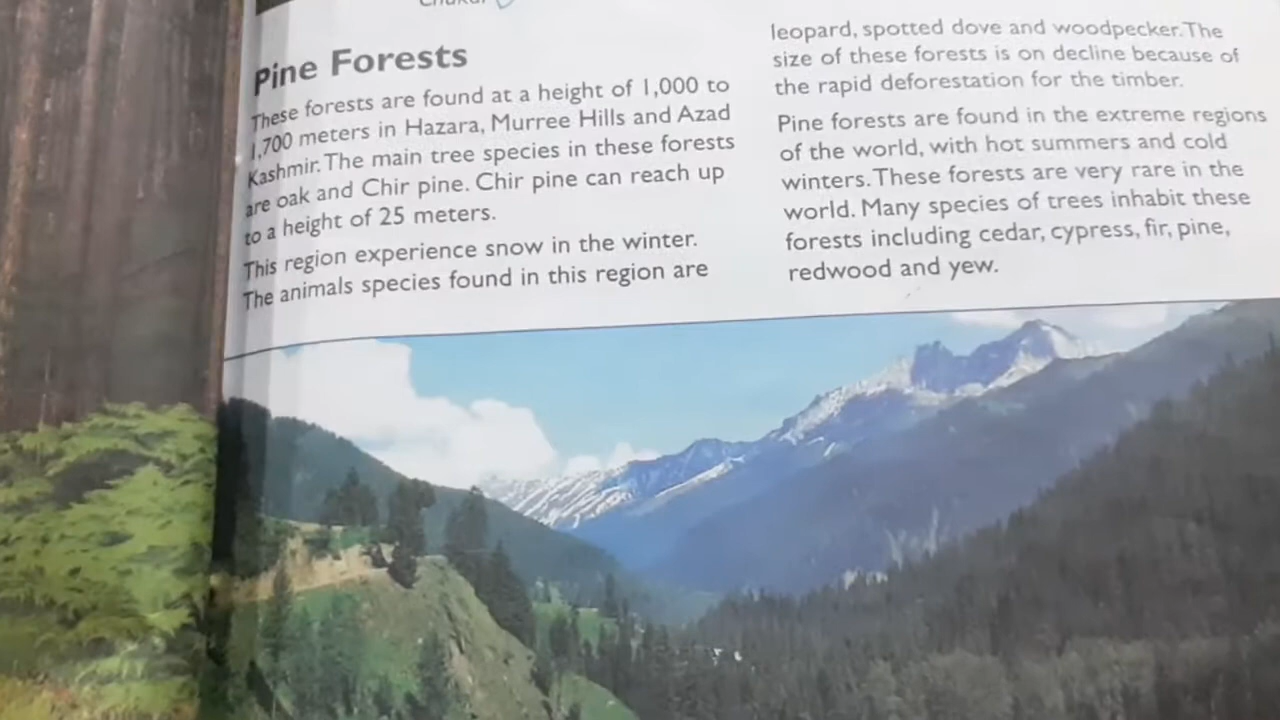 Chukar
Pine Forests
These forests are found at a height of 1,000 to
1,700 meters in Hazara, Murree Hills and Azad
Kashmir. The main tree species in these forests
are oak and Chir pine. Chir pine can reach up
to a height of 25 meters.
This region experience snow in the winter.
The animals species found in this region are
leopard, spotted dove and woodpecker. The
size of these forests is on decline because of
the rapid deforestation for the timber.
Pine forests are found in the extreme regions
of the world, with hot summers and cold
winters. These forests are very rare in the
world. Many species of trees inhabit these
forests including cedar, cypress, fir, pine,
redwood and yew.